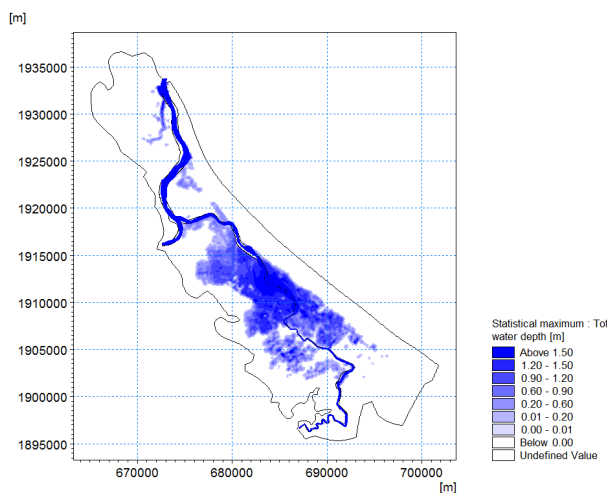 [m]
1935000
1930000
1925000
1920000
1915000
1910000
1905000
1900000
1895000
670000 680000 690000 700000
[m]
Statistical maximum : Tot
water depth [m]
Above 1.50
1.20 - 1.50
0.90 - 1.20
0.60 - 0.90
0.20 - 0.60
0.01 - 0.20
0.00 - 0.01
Below 0.00
Undefined Value